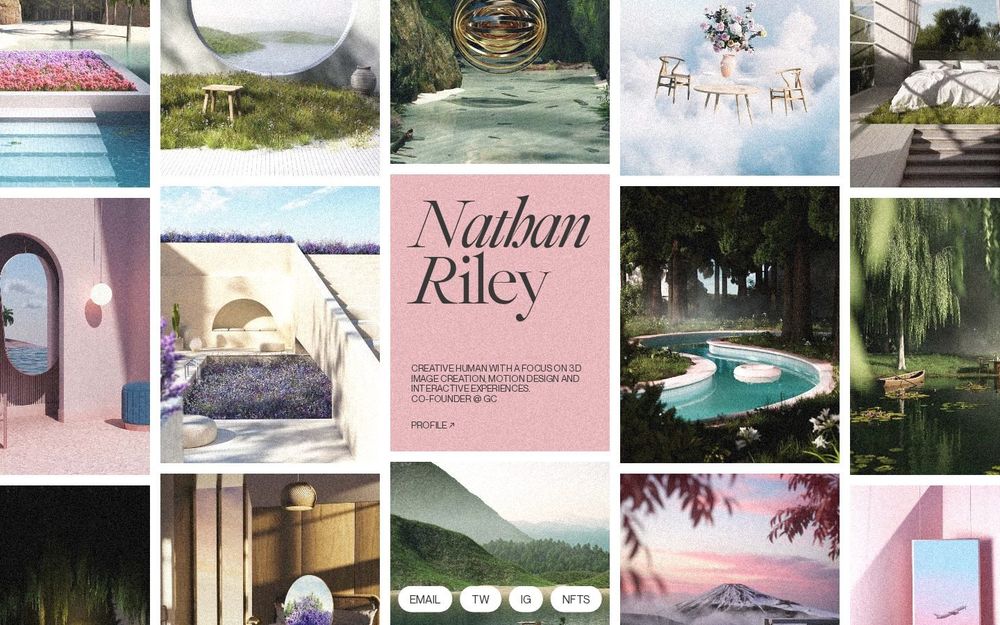 Nathan
Riley
CREATIVE HUMAN WITH A FOCUS ON 3D
IMAGE CREATION, MOTION DESIGN AND
INTERACTIVE EXPERIENCES.
CO-FOUNDER @ GC
PROFILE ↗
EMAIL
TW
IG
NFTS